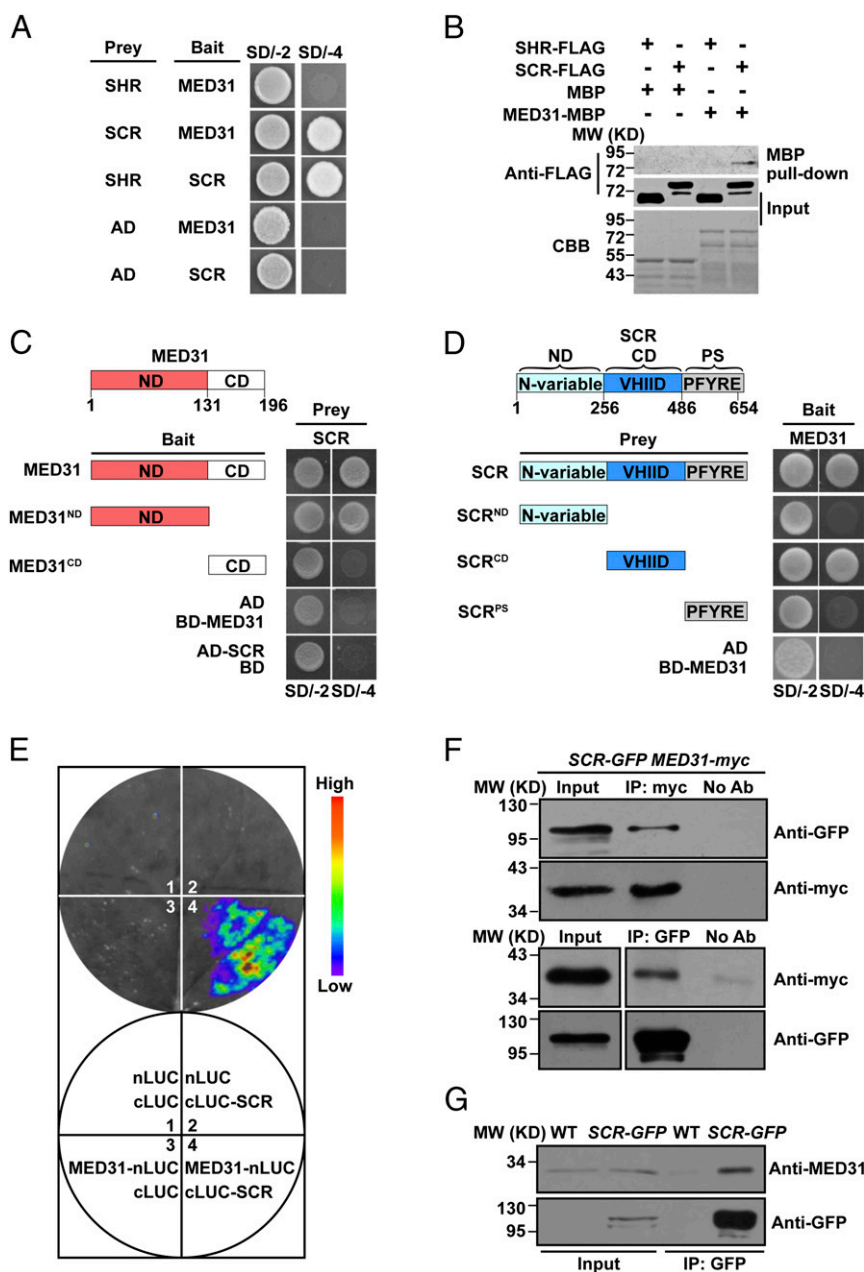 A
Prey Bait SD/-2 SD/-4
SHR MED31
SCR MED31
SHR SCR
AD MED31
AD SCR
B
SHR-FLAG + - + -
SCR-FLAG - + - +
MBP + + - -
MED31-MBP - - + +
MW (KD)
Anti-FLAG
95
72
MBP pull-down
72
Input
CBB
95
72
55
43
C
MED31
ND CD
1 131 196
Prey
Bait SCR
MED31 ND CD
MED31ND ND
MED31CD CD
AD
BD-MED31
AD-SCR
BD
SD/-2 SD/-4
D
SCR
ND CD PS
N-variable VHIID PFYRE
1 256 486 654
Bait
Prey MED31
SCR N-variable VHIID PFYRE
SCRND N-variable
SCRCD VHIID
SCRPS PFYRE
AD
BD-MED31
SD/-2 SD/-4
E
High
Low
1 2
3 4
nLUC nLUC
cLUC cLUC-SCR
1 2
3 4
MED31-nLUC MED31-nLUC
cLUC cLUC-SCR
F
SCR-GFP MED31-myc
MW (KD) Input IP: myc No Ab
130
95
Anti-GFP
43
34
Anti-myc
MW (KD) Input IP: GFP No Ab
43
34
Anti-myc
130
95
Anti-GFP
G
MW (KD) WT SCR-GFP WT SCR-GFP
34
Anti-MED31
130
95
Anti-GFP
Input IP: GFP